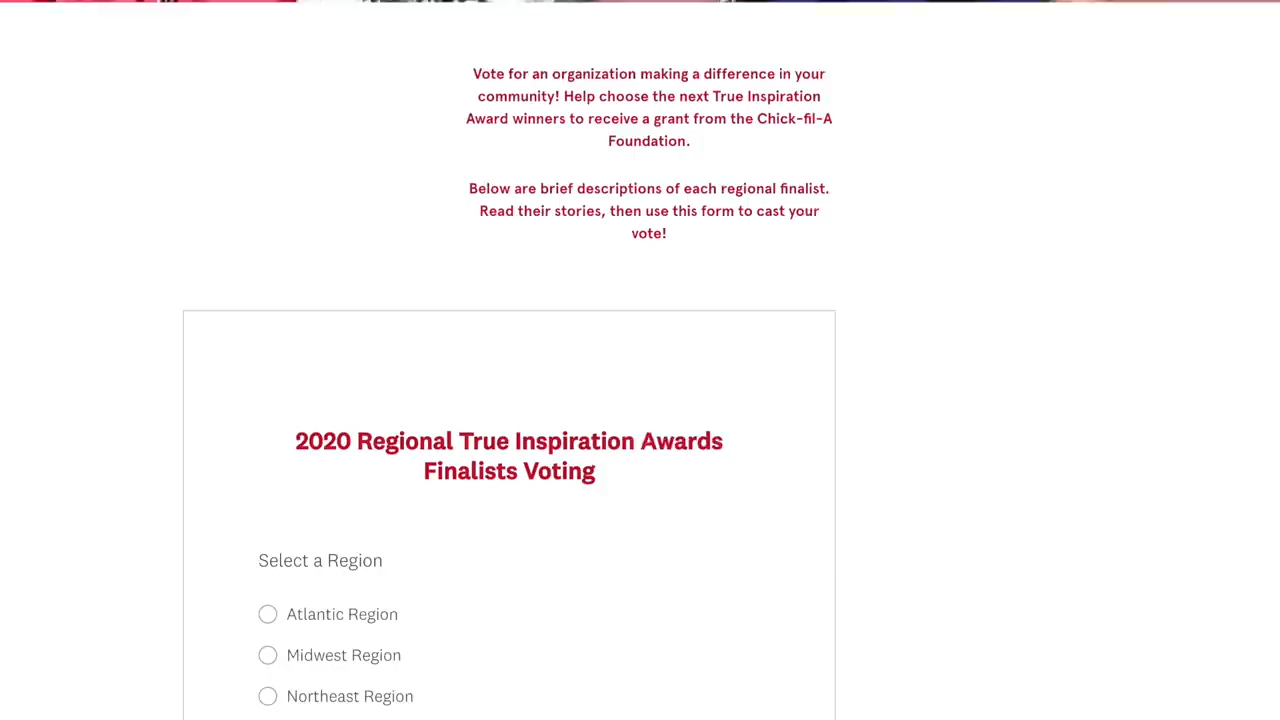 Vote for an organization making a difference in your
community! Help choose the next True Inspiration
Award winners to receive a grant from the Chick-fil-A
Foundation.
Below are brief descriptions of each regional finalist.
Read their stories, then use this form to cast your
vote!
2020 Regional True Inspiration Awards
Finalists Voting
Select a Region
Atlantic Region
Midwest Region
Northeast Region